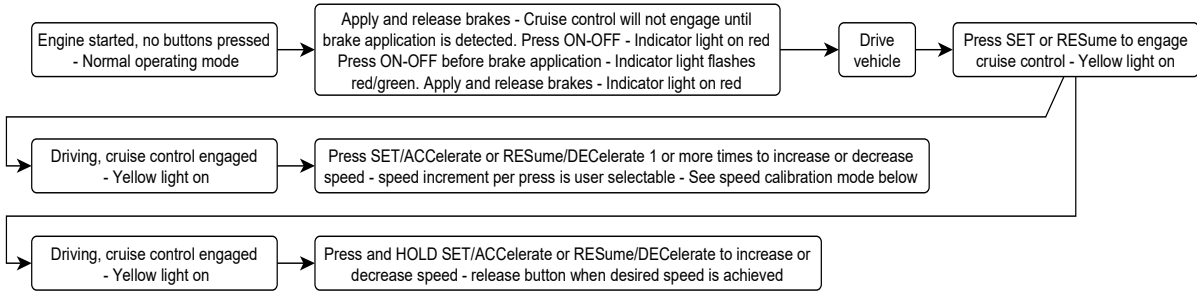 Engine started, no buttons pressed
- Normal operating mode
Apply and release brakes - Cruise control will not engage until
brake application is detected. Press ON-OFF - Indicator light on red
Press ON-OFF before brake application - Indicator light flashes
red/green. Apply and release brakes - Indicator light on red
Drive
vehicle
Press SET or RESume to engage
cruise control - Yellow light on
Driving, cruise control engaged
- Yellow light on
Press SET/ACCelerate or RESume/DECelerate 1 or more times to increase or decrease
speed - speed increment per press is user selectable - See speed calibration mode below
Driving, cruise control engaged
- Yellow light on
Press and HOLD SET/ACCelerate or RESume/DECelerate to increase or
decrease speed - release button when desired speed is achieved